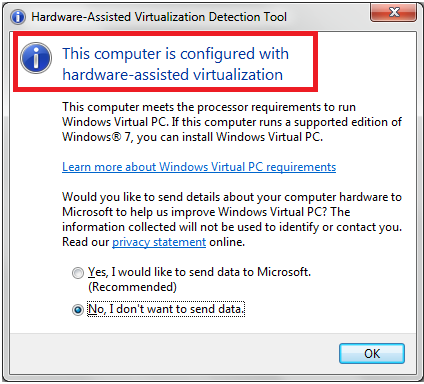 Hardware-Assisted Virtualization Detection Tool
This computer is configured with
hardware-assisted virtualization
This computer meets the processor requirements to run
Windows Virtual PC. If this computer runs a supported edition of
Windows® 7, you can install Windows Virtual PC.
Learn more about Windows Virtual PC requirements
Would you like to send details about your computer hardware to
Microsoft to help us improve Windows Virtual PC? The
information collected will not be used to identify or contact you.
Read our privacy statement online.
Yes, I would like to send data to Microsoft.
(Recommended)
No, I don't want to send data.
OK